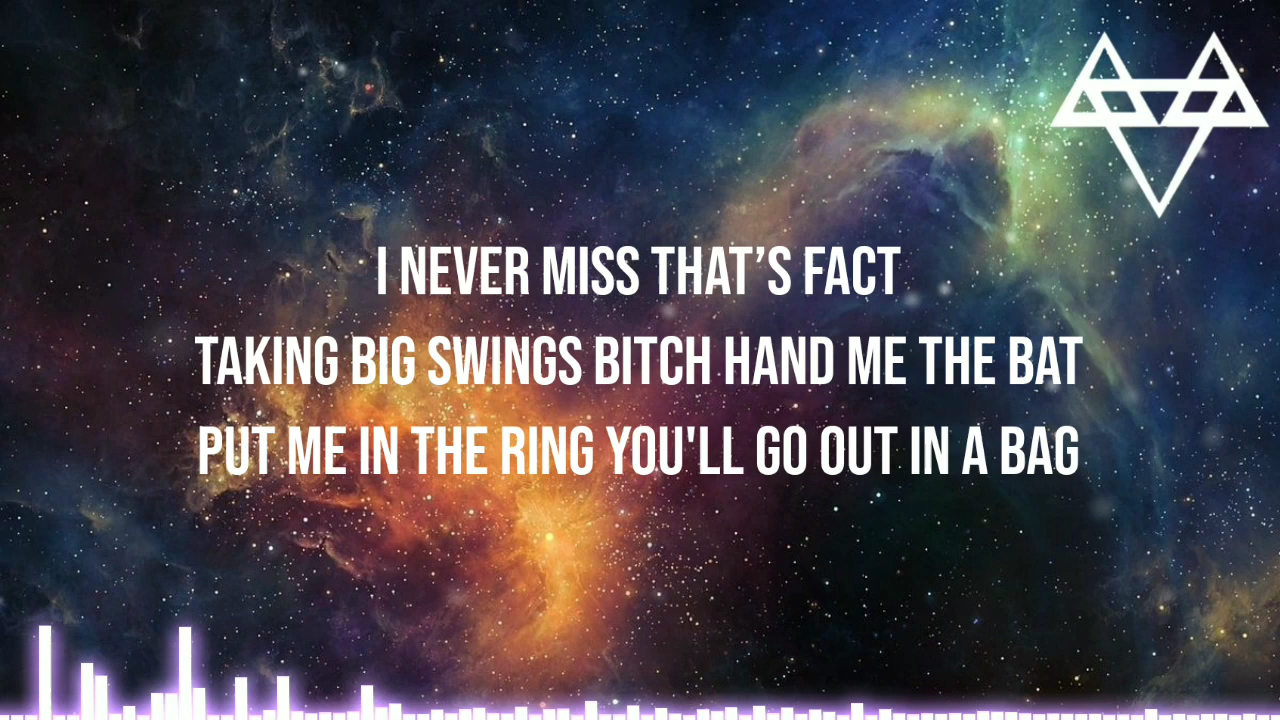 I NEVER MISS THAT’S FACT
TAKING BIG SWINGS BITCH HAND ME THE BAT
PUT ME IN THE RING YOU'LL GO OUT IN A BAG